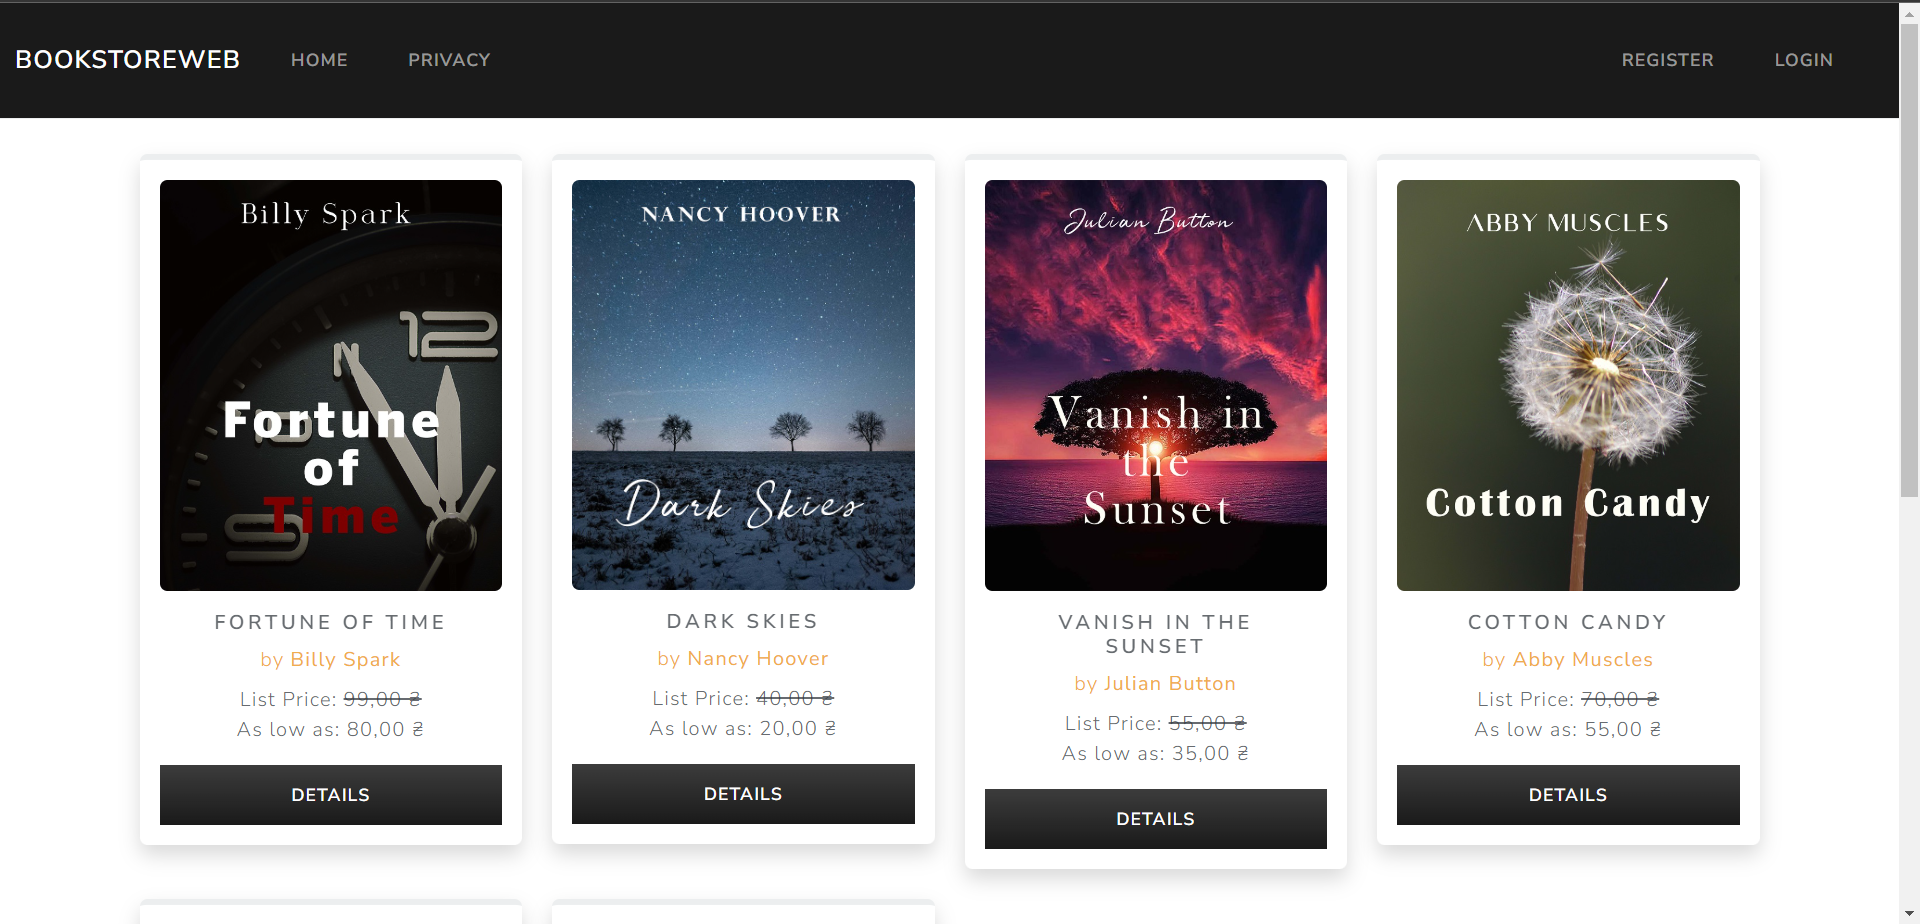 BOOKSTOREWEB HOME PRIVACY REGISTER LOGIN
Billy Spark
12
Fortune
of
Time
9
FORTUNE OF TIME
by Billy Spark
List Price: 99,00 ₴
As low as: 80,00 ₴
DETAILS
NANCY HOOVER
Dark Skies
DARK SKIES
by Nancy Hoover
List Price: 40,00 ₴
As low as: 20,00 ₴
DETAILS
Julian Button
Vanish in
the
Sunset
VANISH IN THE
SUNSET
by Julian Button
List Price: 55,00 ₴
As low as: 35,00 ₴
DETAILS
ABBY MUSCLES
Cotton Candy
COTTON CANDY
by Abby Muscles
List Price: 70,00 ₴
As low as: 55,00 ₴
DETAILS